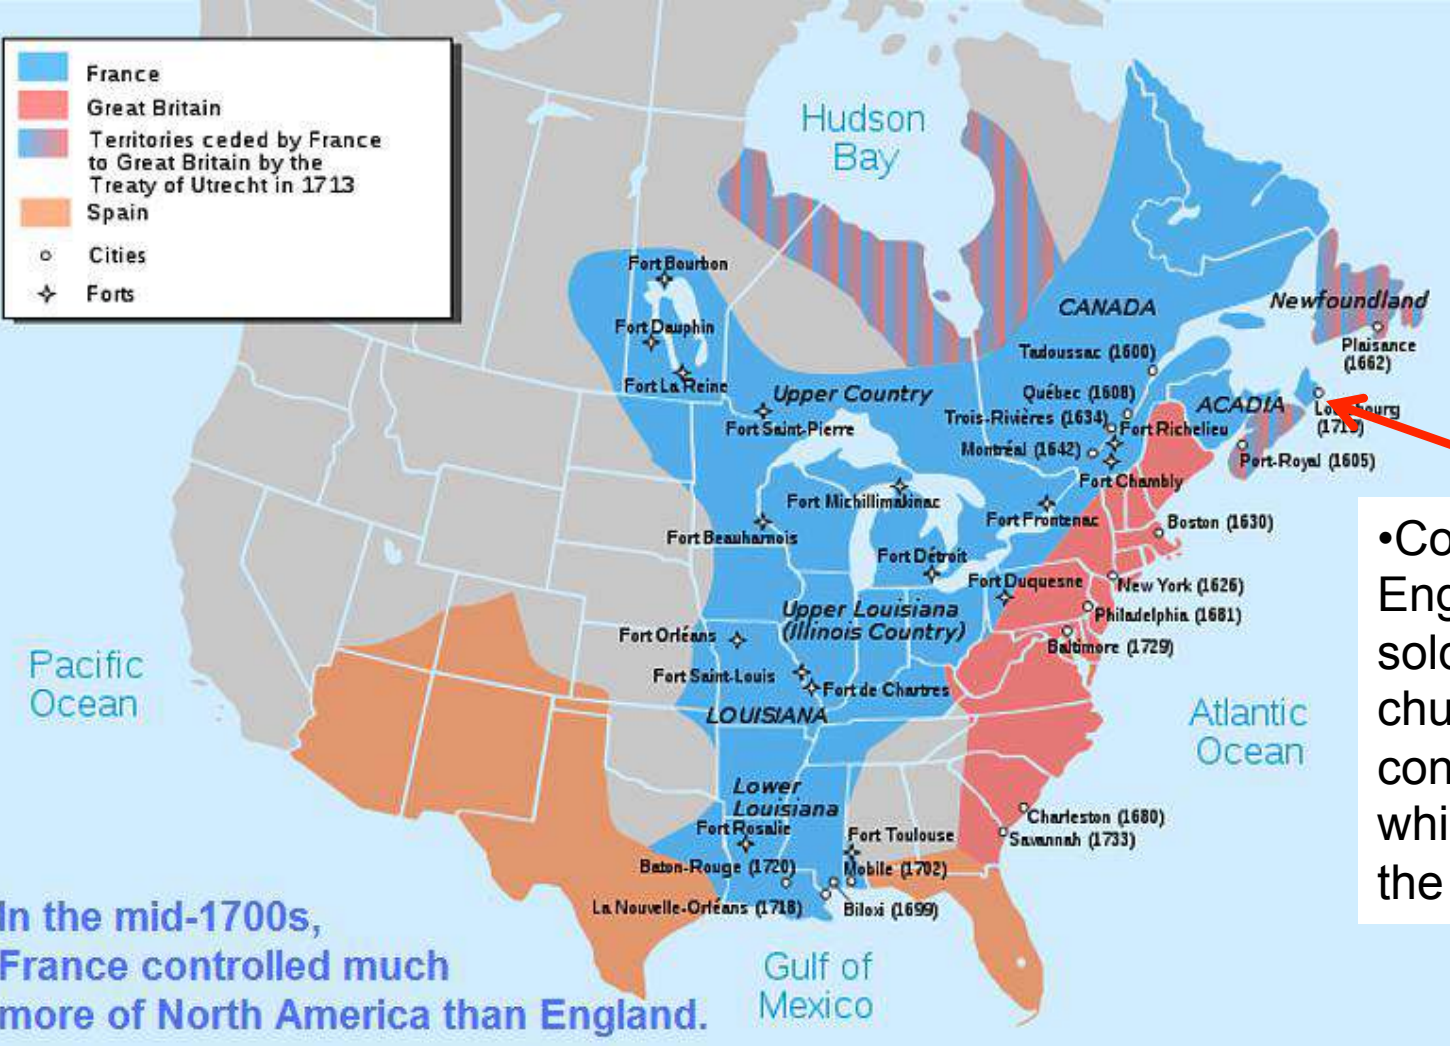 France
Great Britain
Territories ceded by France
to Great Britain by the
Treaty of Utrecht in 1713
Spain
Cities
Forts
Hudson
Bay
Fort Bourbon
Fort Dauphin
Fort La Reine
Upper Country
Fort Saint-Pierre
CANADA
Newfoundland
Plaisance
(1662)
Tadoussac (1600)
Québec (1608)
Trois-Rivières (1634)
Montréal (1642)
Fort Richelieu
ACADIA
(1713)
Port-Royal (1605)
Fort Chambly
Fort Michillimakinac
Fort Frontenac
Boston (1630)
Fort Beauharnois
Fort Détroit
Fort Duquesne
New York (1626)
Philadelphia (1681)
Baltimore (1729)
Upper Louisiana
(Illinois Country)
Fort Orléans
Fort Saint-Louis
Fort de Chartres
LOUISIANA
Pacific
Ocean
Atlantic
Ocean
Lower
Louisiana
Fort Rosalie
Fort Toulouse
Charleston (1680)
Savannah (1733)
Baton-Rouge (1720)
Mobile (1702)
La Nouvelle-Orléans (1718)
Biloxi (1699)
Gulf of
Mexico
In the mid-1700s,
France controlled much
more of North America than England.
•Co
Eng
sold
chu
con
whi
the